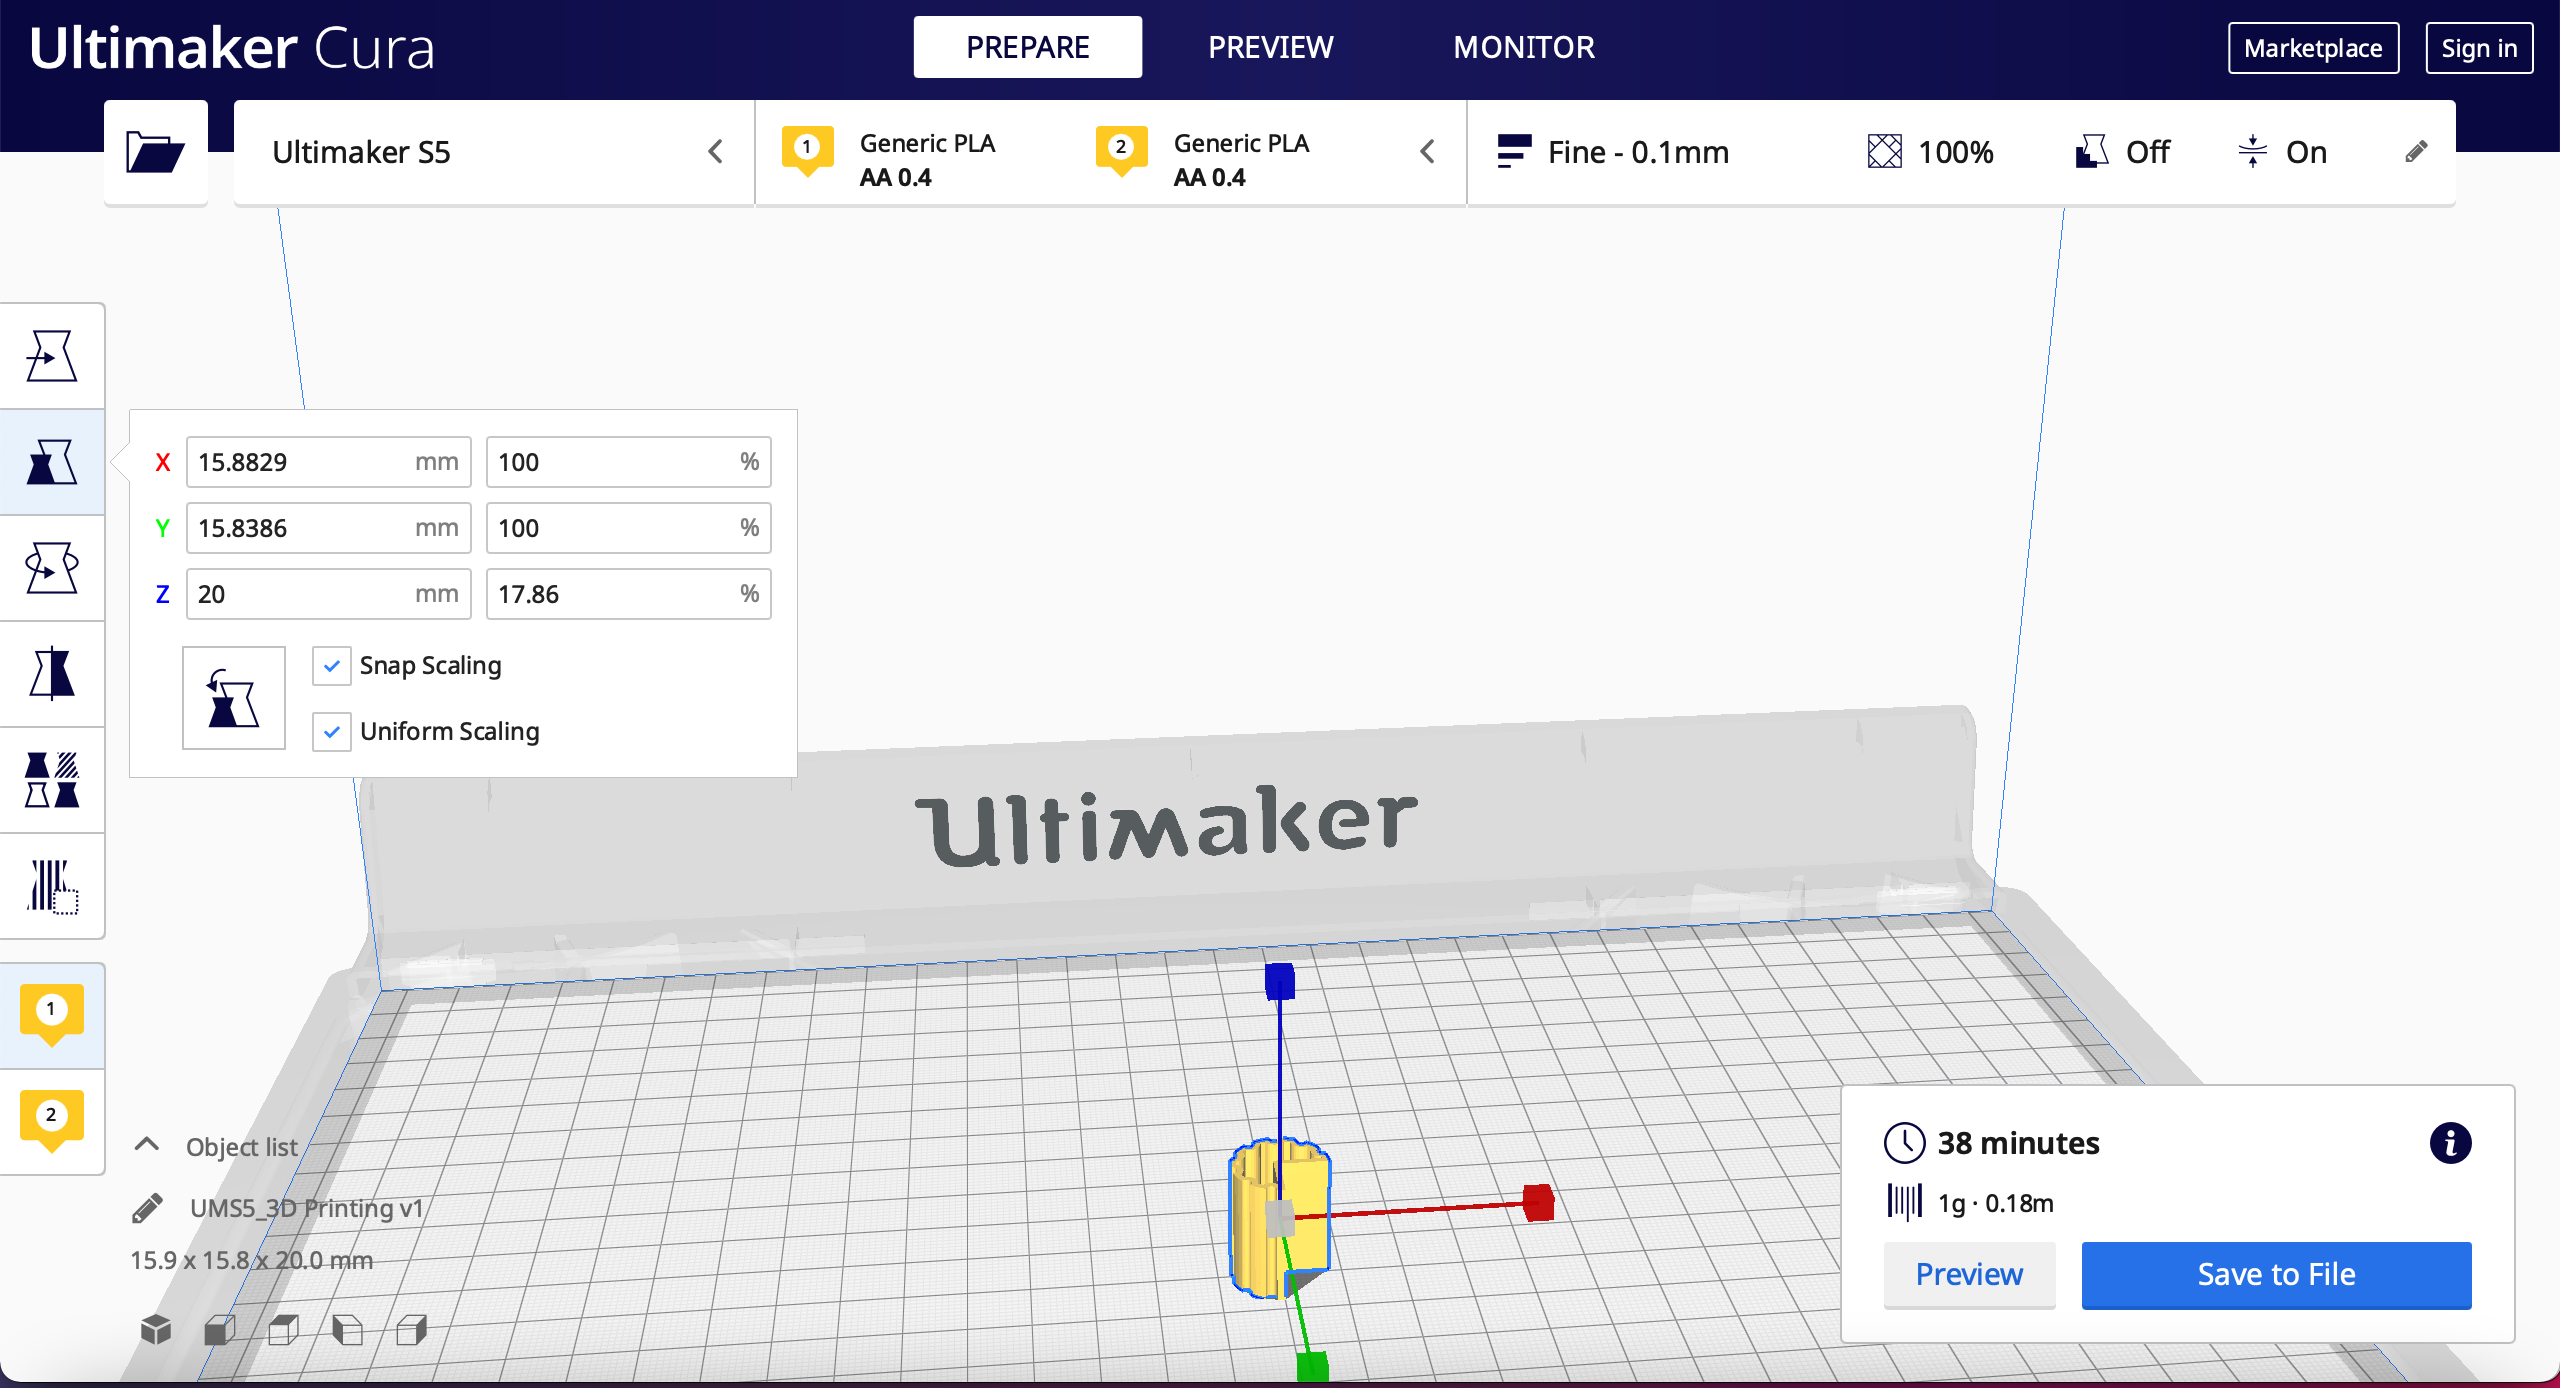 Ultimaker Cura
PREPARE
PREVIEW
MONITOR
Marketplace
Sign in
Ultimaker S5
1
Generic PLA
AA 0.4
2
Generic PLA
AA 0.4
Fine - 0.1mm
100%
Off
On
X 15.8829 mm 100 %
Y 15.8386 mm 100 %
Z 20 mm 17.86 %
Snap Scaling
Uniform Scaling
Ultimaker
1
2
Object list
UMS5_3D Printing v1
15.9 x 15.8 x 20.0 mm
38 minutes
1g · 0.18m
Preview
Save to File